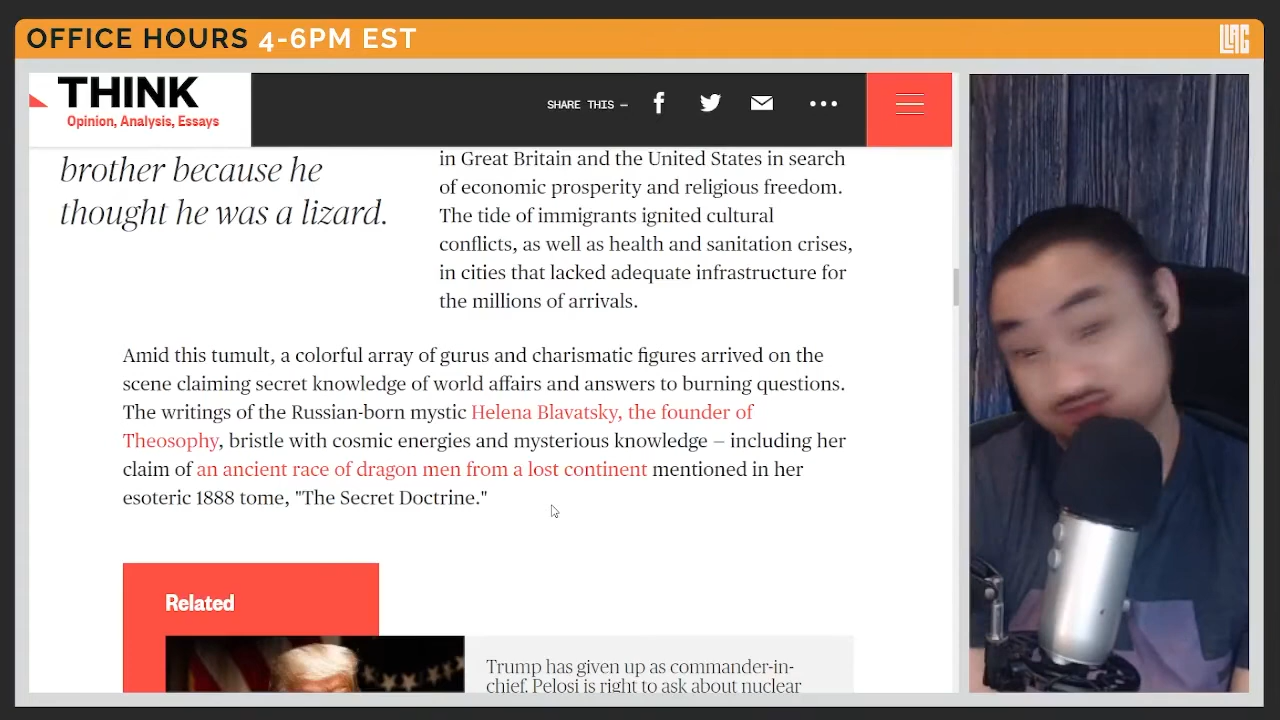 OFFICE HOURS 4-6PM EST
LLAG
THINK
Opinion, Analysis, Essays
SHARE THIS —
brother because he
thought he was a lizard.
in Great Britain and the United States in search
of economic prosperity and religious freedom.
The tide of immigrants ignited cultural
conflicts, as well as health and sanitation crises,
in cities that lacked adequate infrastructure for
the millions of arrivals.
Amid this tumult, a colorful array of gurus and charismatic figures arrived on the
scene claiming secret knowledge of world affairs and answers to burning questions.
The writings of the Russian-born mystic Helena Blavatsky, the founder of
Theosophy, bristle with cosmic energies and mysterious knowledge — including her
claim of an ancient race of dragon men from a lost continent mentioned in her
esoteric 1888 tome, "The Secret Doctrine."
Related
Trump has given up as commander-in-
chief. Pelosi is right to ask about nuclear